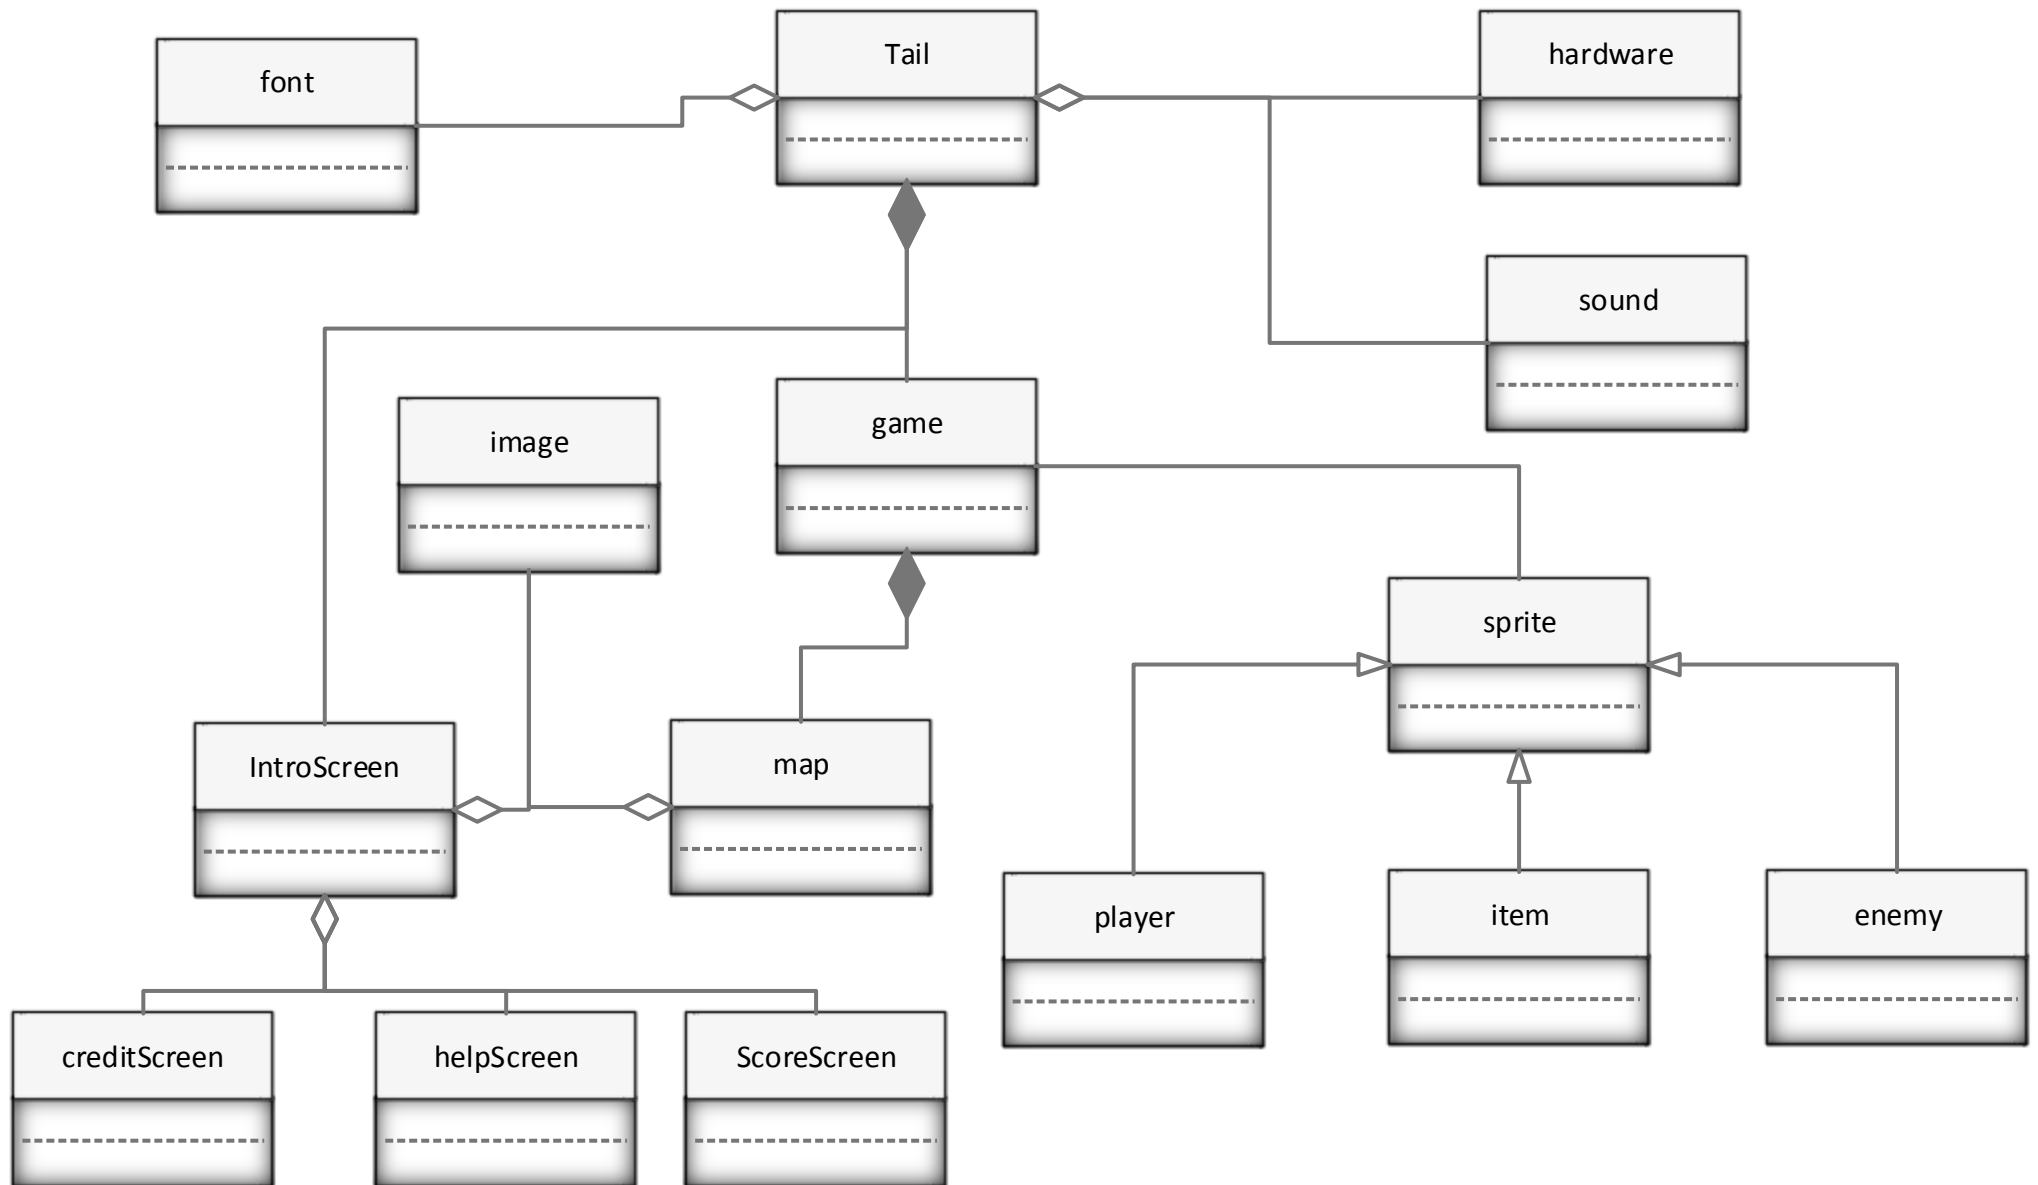 Tail
hardware
font
sound
game
image
sprite
IntroScreen
map
player
item
enemy
creditScreen
helpScreen
ScoreScreen